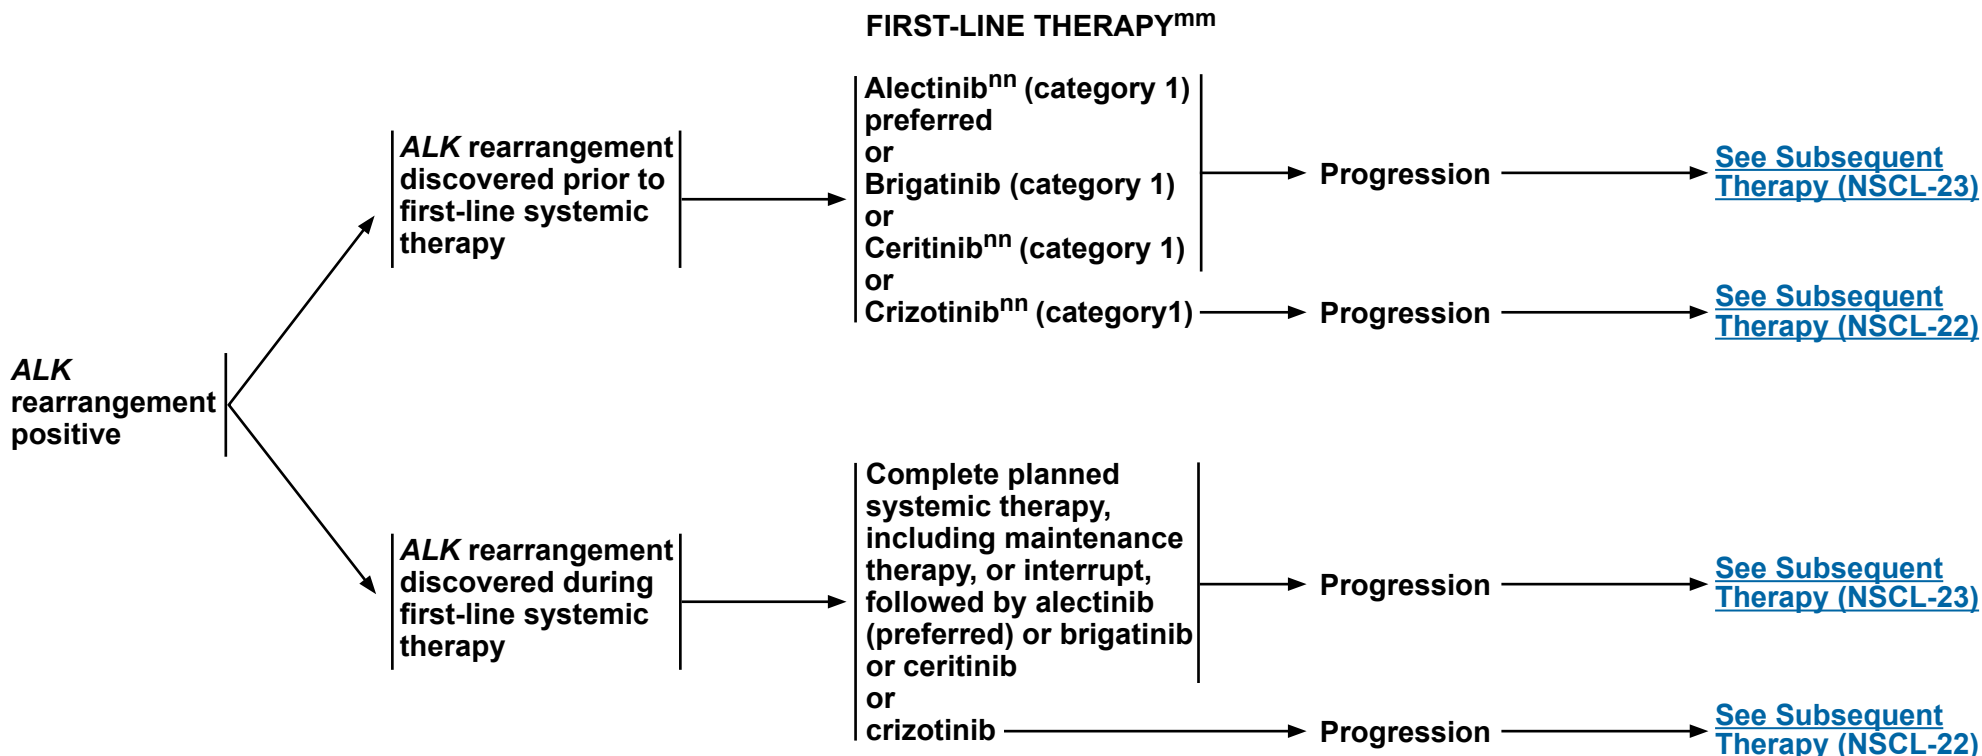 FIRST-LINE THERAPYmm
ALK
rearrangement
positive
ALK rearrangement
discovered prior to
first-line systemic
therapy
Alectinibnn (category 1)
preferred
or
Brigatinib (category 1)
or
Ceritinibnn (category 1)
or
Crizotinibnn (category1)
Progression
See Subsequent
Therapy (NSCL-23)
Progression
See Subsequent
Therapy (NSCL-22)
ALK rearrangement
discovered during
first-line systemic
therapy
Complete planned
systemic therapy,
including maintenance
therapy, or interrupt,
followed by alectinib
(preferred) or brigatinib
or ceritinib
or
crizotinib
Progression
See Subsequent
Therapy (NSCL-23)
Progression
See Subsequent
Therapy (NSCL-22)